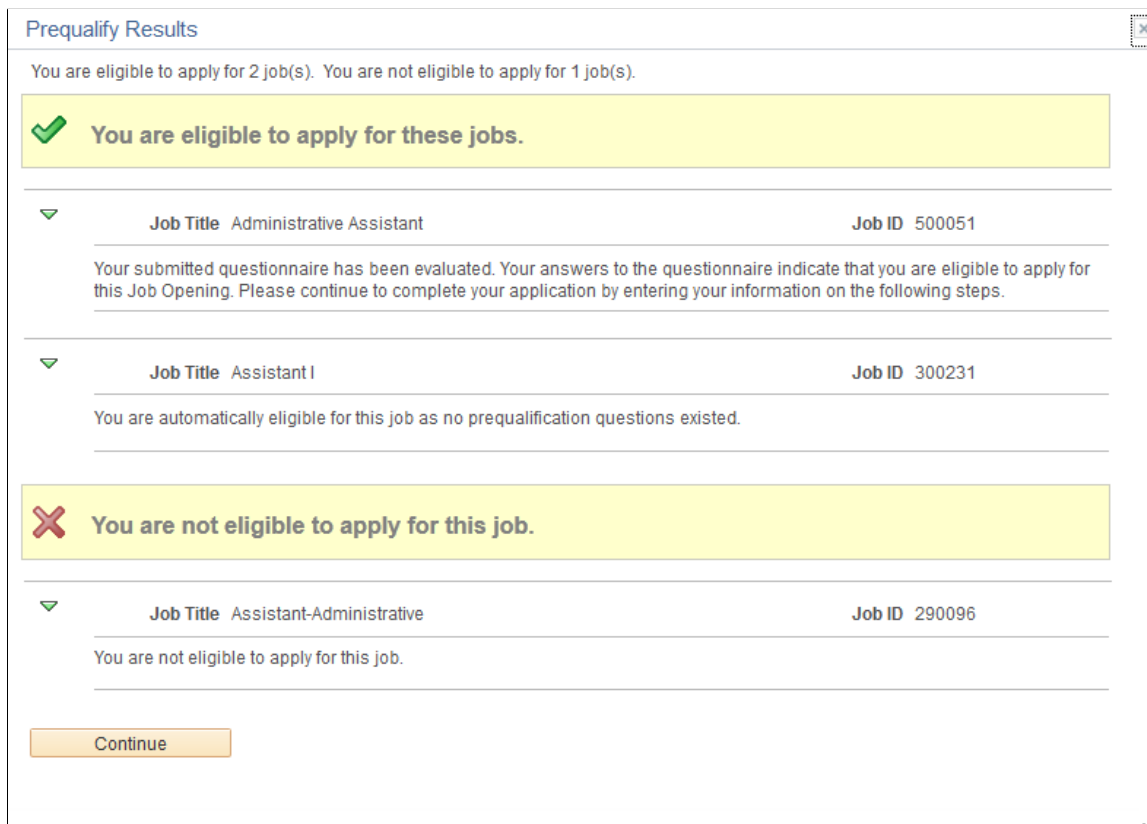 Prequalify Results
You are eligible to apply for 2 job(s).  You are not eligible to apply for 1 job(s).
You are eligible to apply for these jobs.
Job Title Administrative Assistant Job ID 500051
Your submitted questionnaire has been evaluated. Your answers to the questionnaire indicate that you are eligible to apply for
this Job Opening. Please continue to complete your application by entering your information on the following steps.
Job Title Assistant I Job ID 300231
You are automatically eligible for this job as no prequalification questions existed.
You are not eligible to apply for this job.
Job Title Assistant-Administrative Job ID 290096
You are not eligible to apply for this job.
Continue